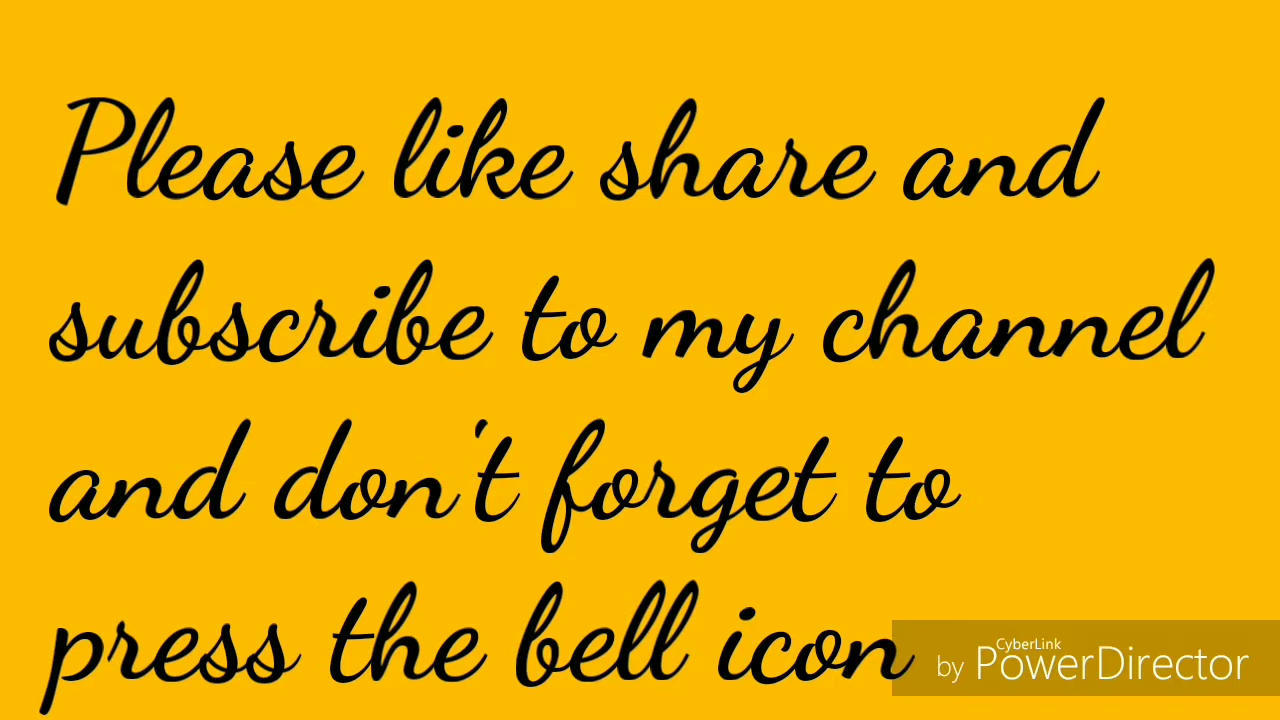 Please like share and
subscribe to my channel
and don't forget to
press the bell icon
CyberLink
by PowerDirector